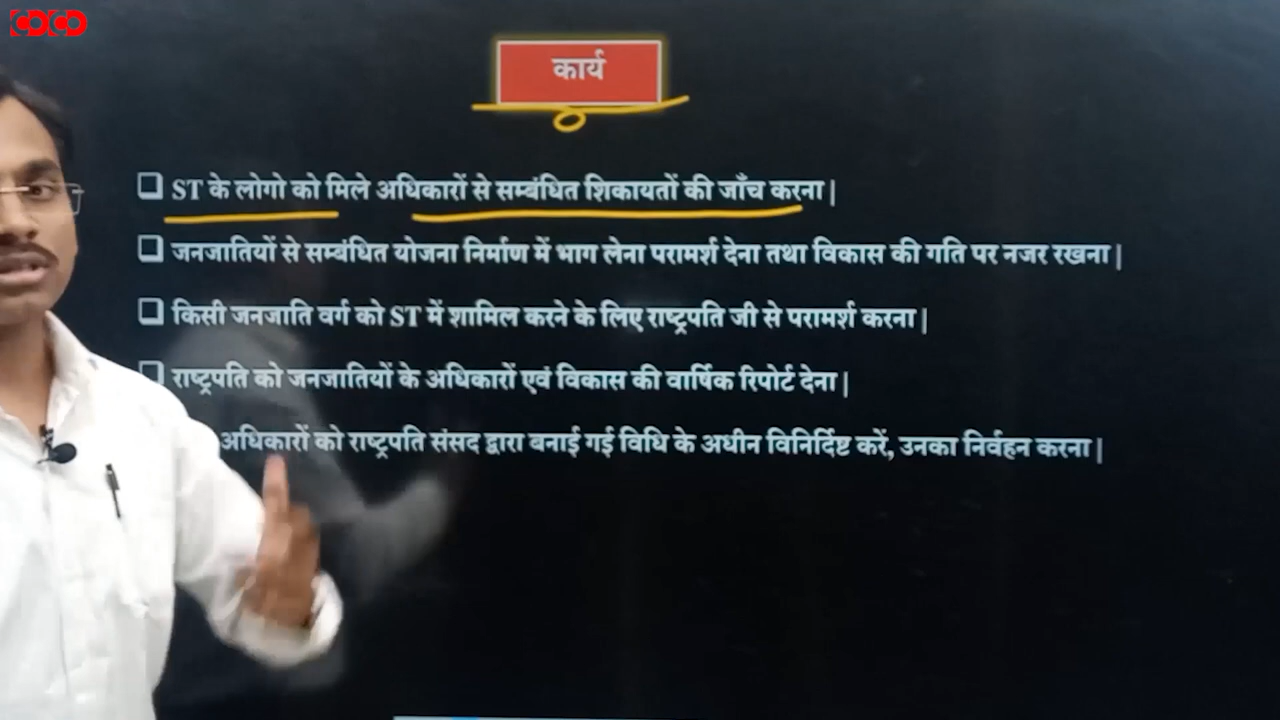 COCO
कार्य
❑ ST के लोगो को मिले अधिकारों से सम्बंधित शिकायतों की जाँच करना |
❑ जनजातियों से सम्बंधित योजना निर्माण में भाग लेना परामर्श देना तथा विकास की गति पर नजर रखना |
❑ किसी जनजाति वर्ग को ST में शामिल करने के लिए राष्ट्रपति जी से परामर्श करना |
❑ राष्ट्रपति को जनजातियों के अधिकारों एवं विकास की वार्षिक रिपोर्ट देना |
अधिकारों को राष्ट्रपति संसद द्वारा बनाई गई विधि के अधीन विनिर्दिष्ट करें, उनका निर्वहन करना |